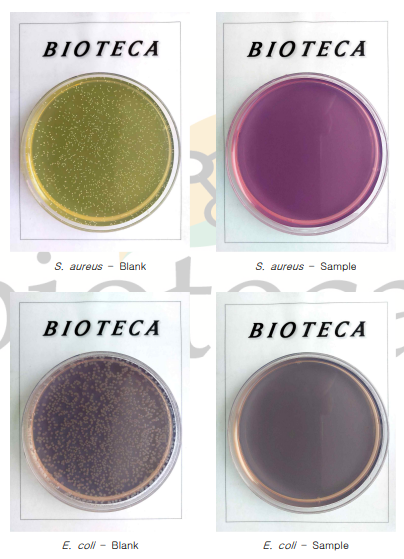 BIOTECA
BIOTECA
S. aureus - Blank
S. aureus - Sample
BIOTECA
BIOTECA
E. coli - Blank
E. coli - Sample